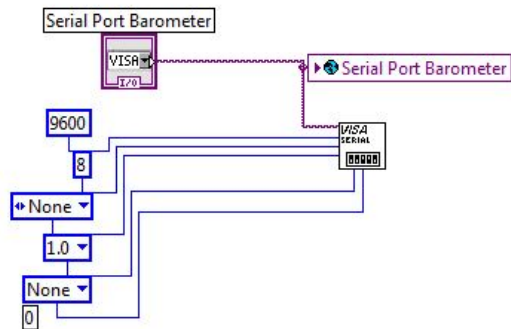 Serial Port Barometer
VISA
I/O
Serial Port Barometer
9600
VISA
SERIAL
8
None
1.0
None
0